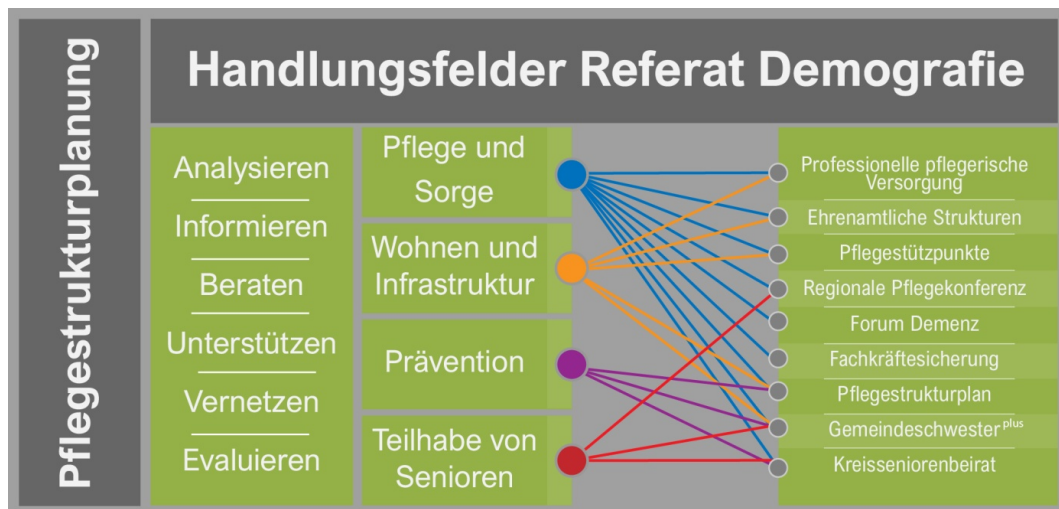 Pflegestrukturplanung
Handlungsfelder Referat Demografie
Analysieren
Informieren
Beraten
Unterstützen
Vernetzen
Evaluieren
Pflege und
Sorge
Wohnen und
Infrastruktur
Prävention
Teilhabe von
Senioren
Professionelle pflegerische
Versorgung
Ehrenamtliche Strukturen
Pflegestützpunkte
Regionale Pflegekonferenz
Forum Demenz
Fachkräftesicherung
Pflegestrukturplan
Gemeindeschwester plus
Kreisseniorenbeirat